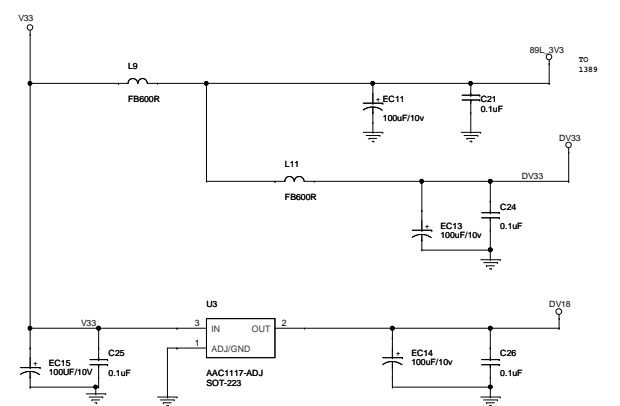 V33
L9
FB600R
89L_3V3
TO
1389
+ EC11
100uF/10v
C21
0.1uF
DV33
L11
FB600R
DV33
+
EC13
100uF/10v
C24
0.1uF
U3
DV18
V33
3 IN OUT 2
1 ADJ/GND
AAC1117-ADJ
SOT-223
+
EC15
100UF/10V
C25
0.1uF
+
EC14
100uF/10v
C26
0.1uF